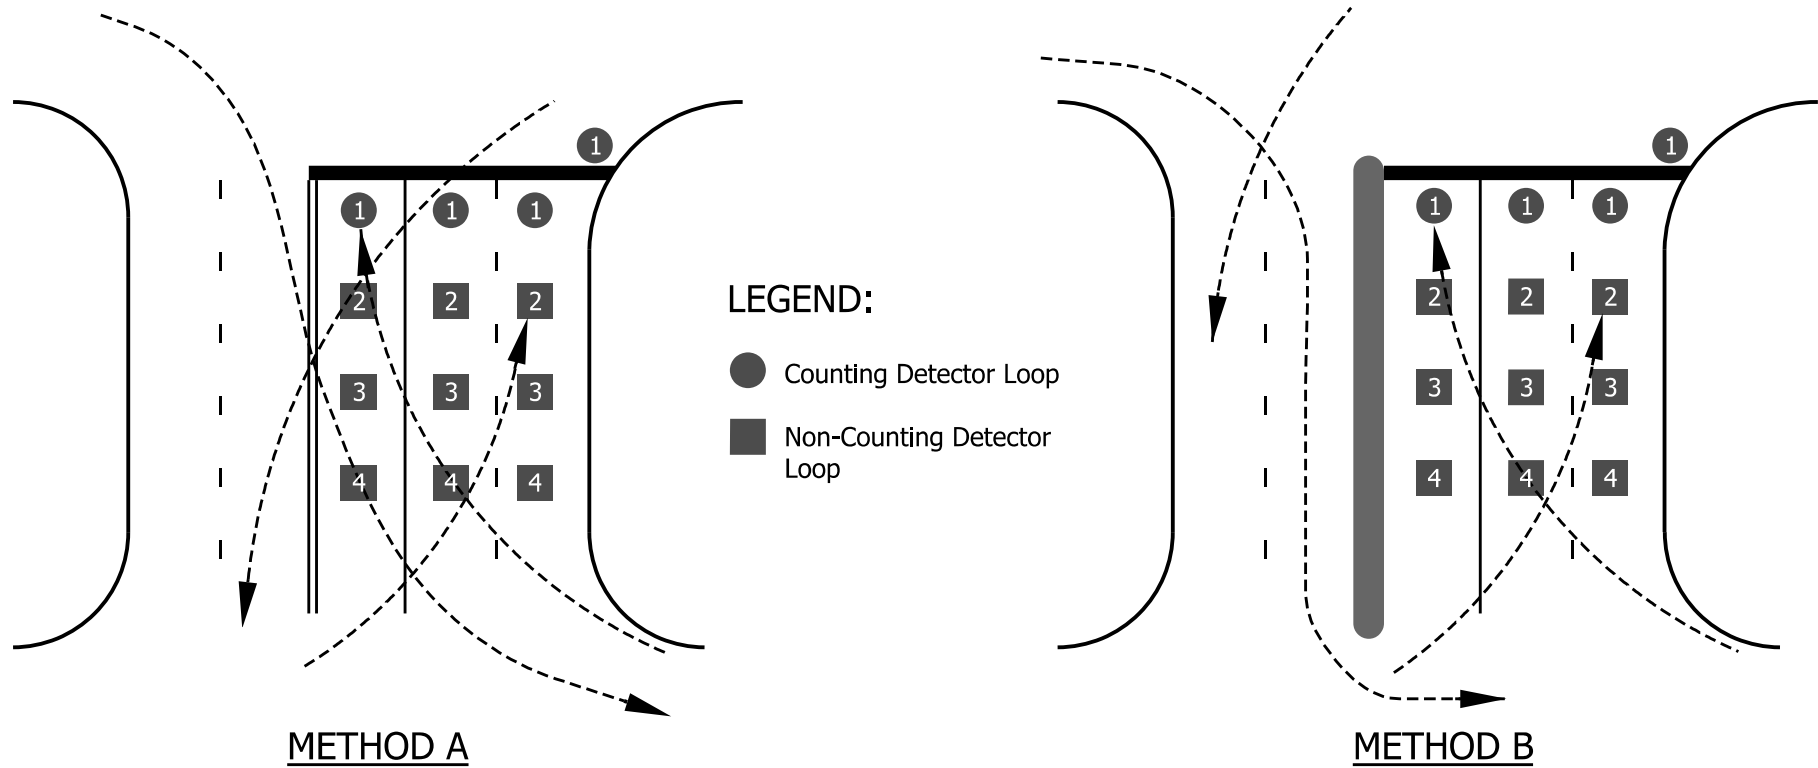 1
1
1 1 1
1 1 1
2 2 2
2 2 2
LEGEND:
3 3 3
Counting Detector Loop
3 3 3
Non-Counting Detector
Loop
4 4 4
4 4 4
METHOD A
METHOD B